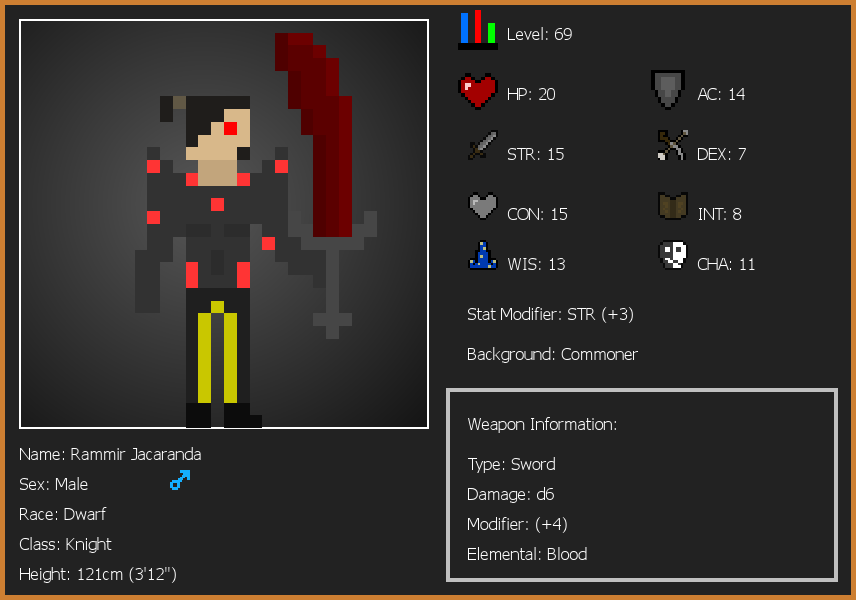 Level: 69
HP: 20
AC: 14
STR: 15
DEX: 7
CON: 15
INT: 8
WIS: 13
CHA: 11
Stat Modifier: STR (+3)
Background: Commoner
Weapon Information:
Type: Sword
Damage: d6
Modifier: (+4)
Elemental: Blood
Name: Rammir Jacaranda
Sex: Male
Race: Dwarf
Class: Knight
Height: 121cm (3'12")